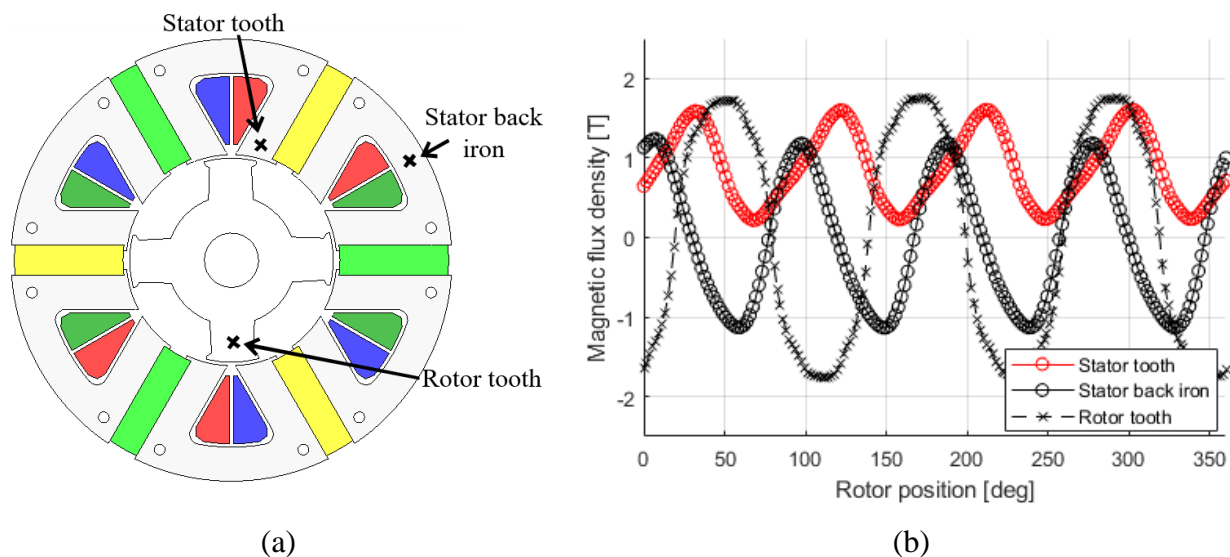 Stator tooth
Stator back
iron
Rotor tooth
(a)
Magnetic flux density [T]
2
1
0
-1
-2
Stator tooth
Stator back iron
Rotor tooth
0
50
100
150
200
250
300
350
Rotor position [deg]
(b)